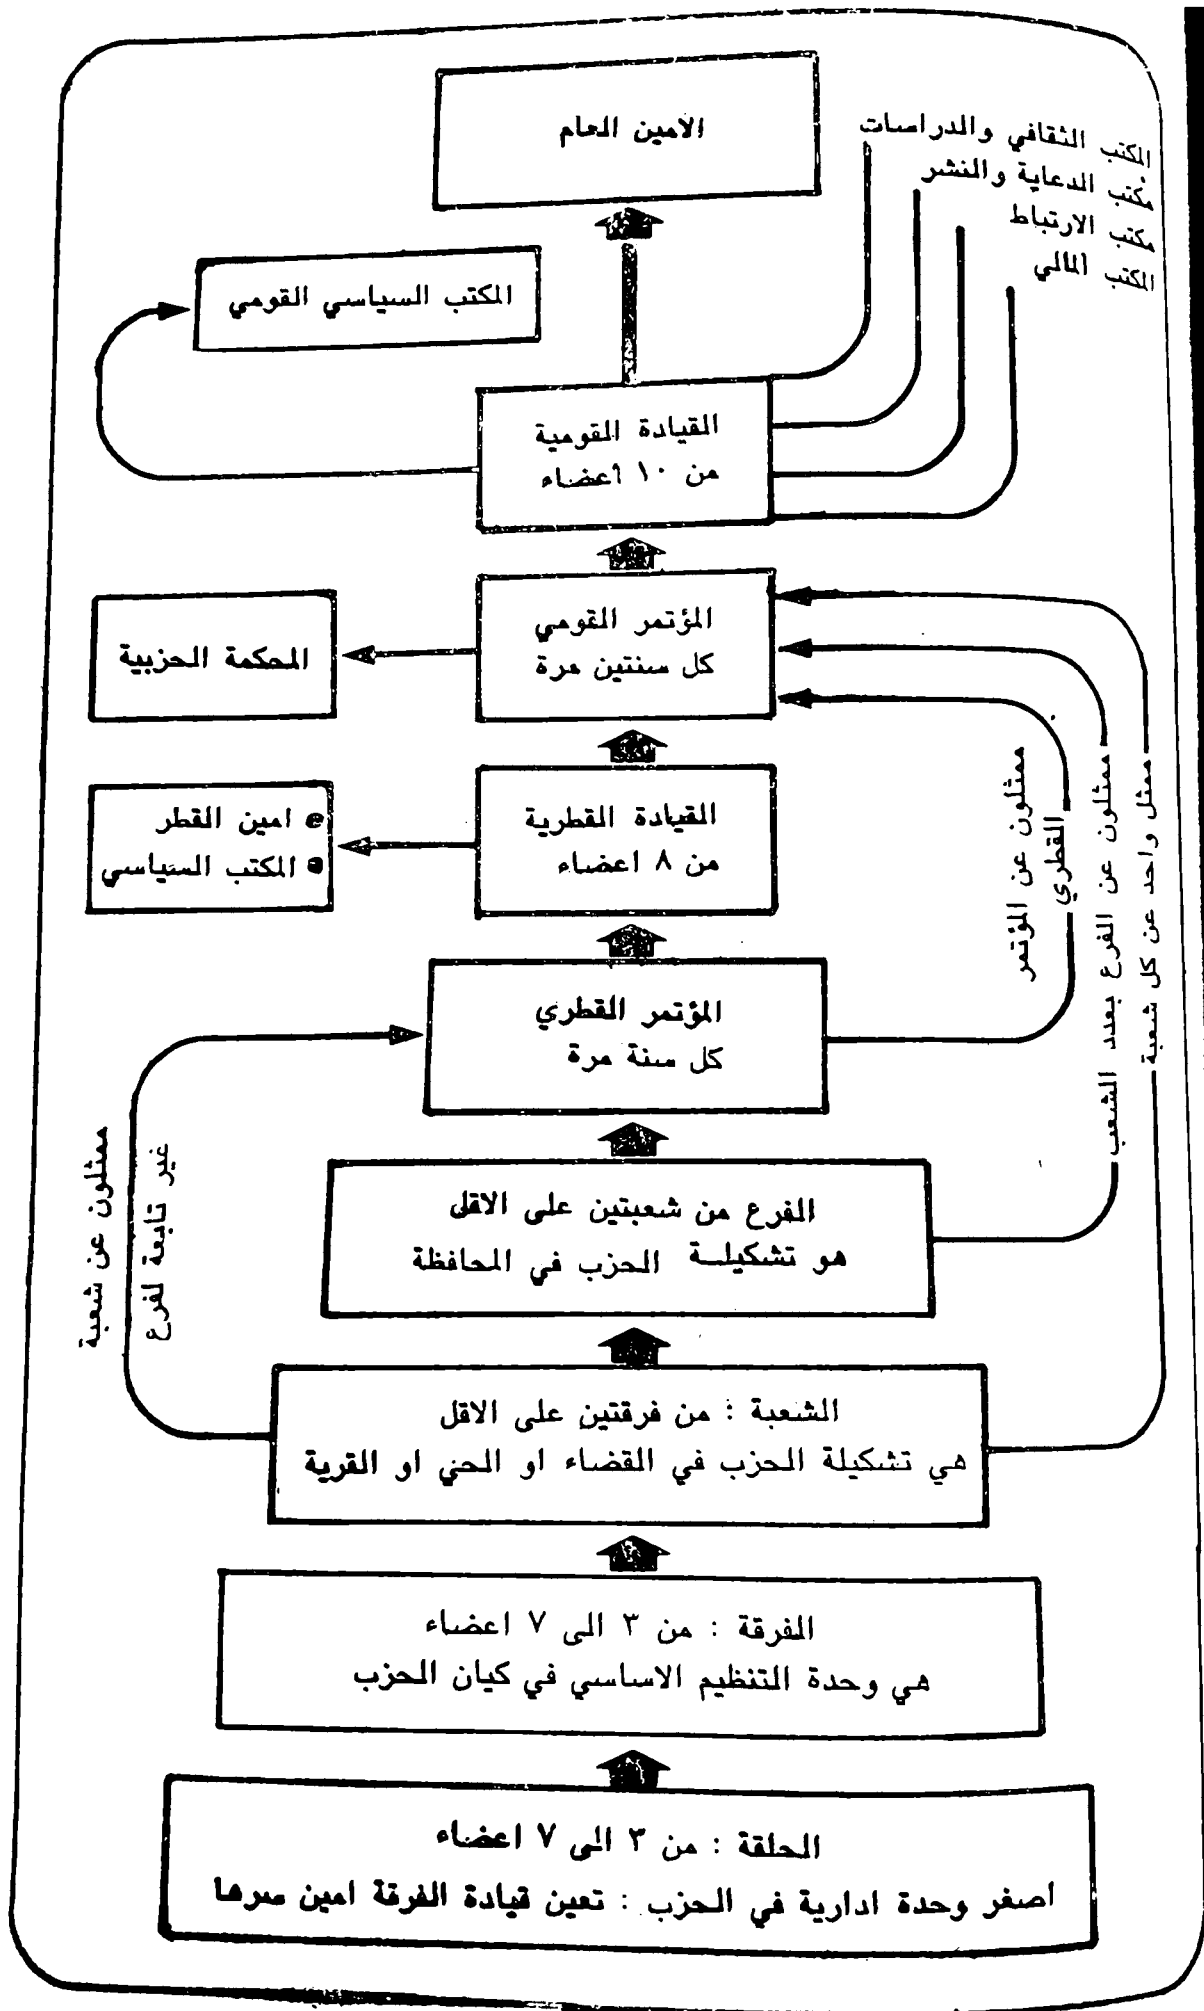 الامين العام
المكتب الثقافي والدراسات
مكتب الدعاية والنشر
مكتب الارتباط
المكتب المالي
المكتب السياسي القومي
القيادة القومية
من ١٠ أعضاء
المؤتمر القومي
كل سنتين مرة
المحكمة الحزبية
القيادة القطرية
من ٨ اعضاء
امين القطر
المكتب السياسي
ممثلون عن المؤتمر
القطري
ممثلون عن الفرع بعدد الشعب
ممثل واحد عن كل شعبة
المؤتمر القطري
كل سنة مرة
ممثلون عن شعبة
غير تابعة لفرع
الفرع من شعبتين على الاقل
هو تشكيلة الحزب في المحافظة
الشعبة : من فرقتين على الاقل
هي تشكيلة الحزب في القضاء او الحي او القرية
الفرقة : من ٣ الى ٧ اعضاء
هي وحدة التنظيم الاساسي في كيان الحزب
الحلقة : من ٣ الى ٧ اعضاء
اصغر وحدة ادارية في الحزب : تعين قيادة الفرقة امين سرها